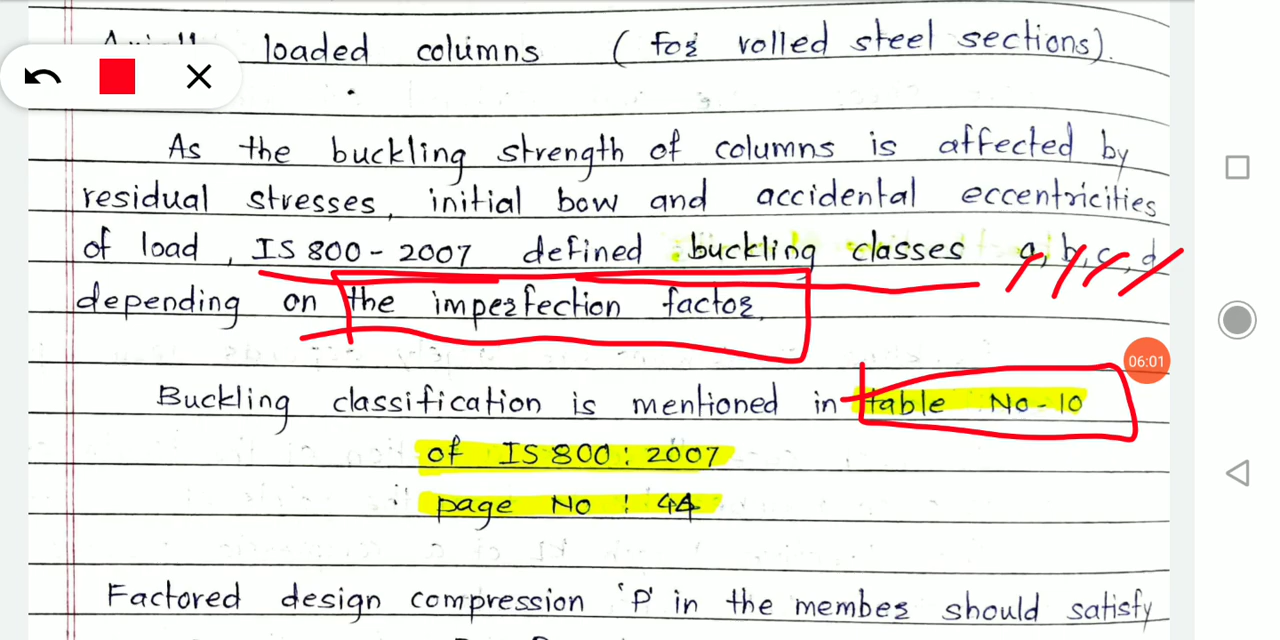 loaded columns (for rolled steel sections).
As the buckling strength of columns is affected by
residual stresses, initial bow and accidental eccentricities
of load, IS 800-2007 defined buckling classes a, b, c, d
depending on the imperfection factor.
06:01
Buckling classification is mentioned in table No-10
of IS 800: 2007
page No : 44
Factored design compression 'P' in the member should satisfy